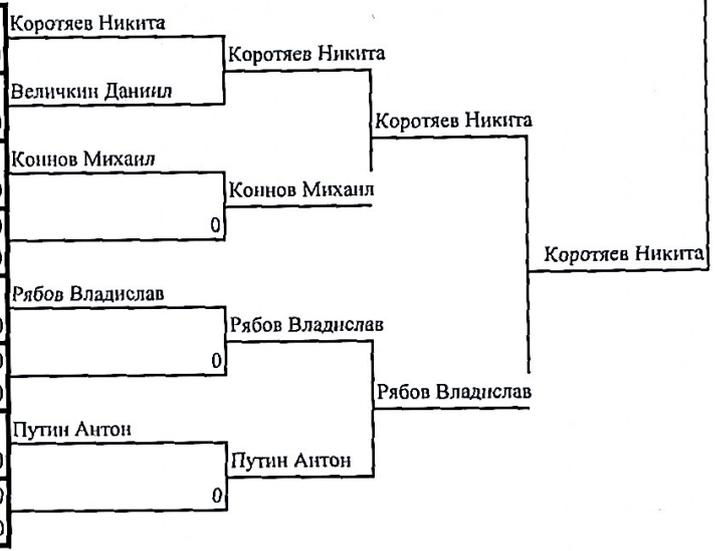 Коротяев Никита
Коротяев Никита
Величкин Даниил
Коротяев Никита
Коннов Михаил
Коннов Михаил
0
Коротяев Никита
Рябов Владислав
Рябов Владислав
0
Рябов Владислав
Путин Антон
Путин Антон
0